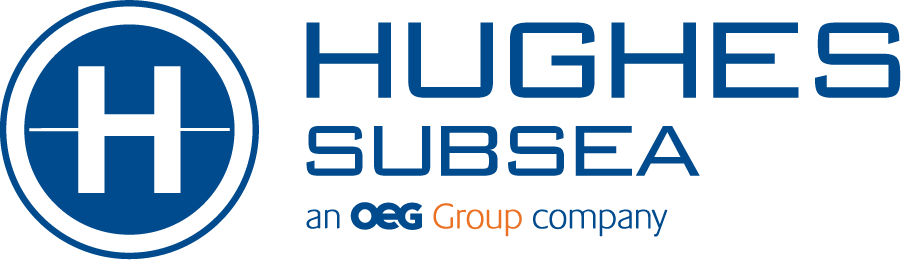 H
HUGHES
SUBSEA
an OEG Group company